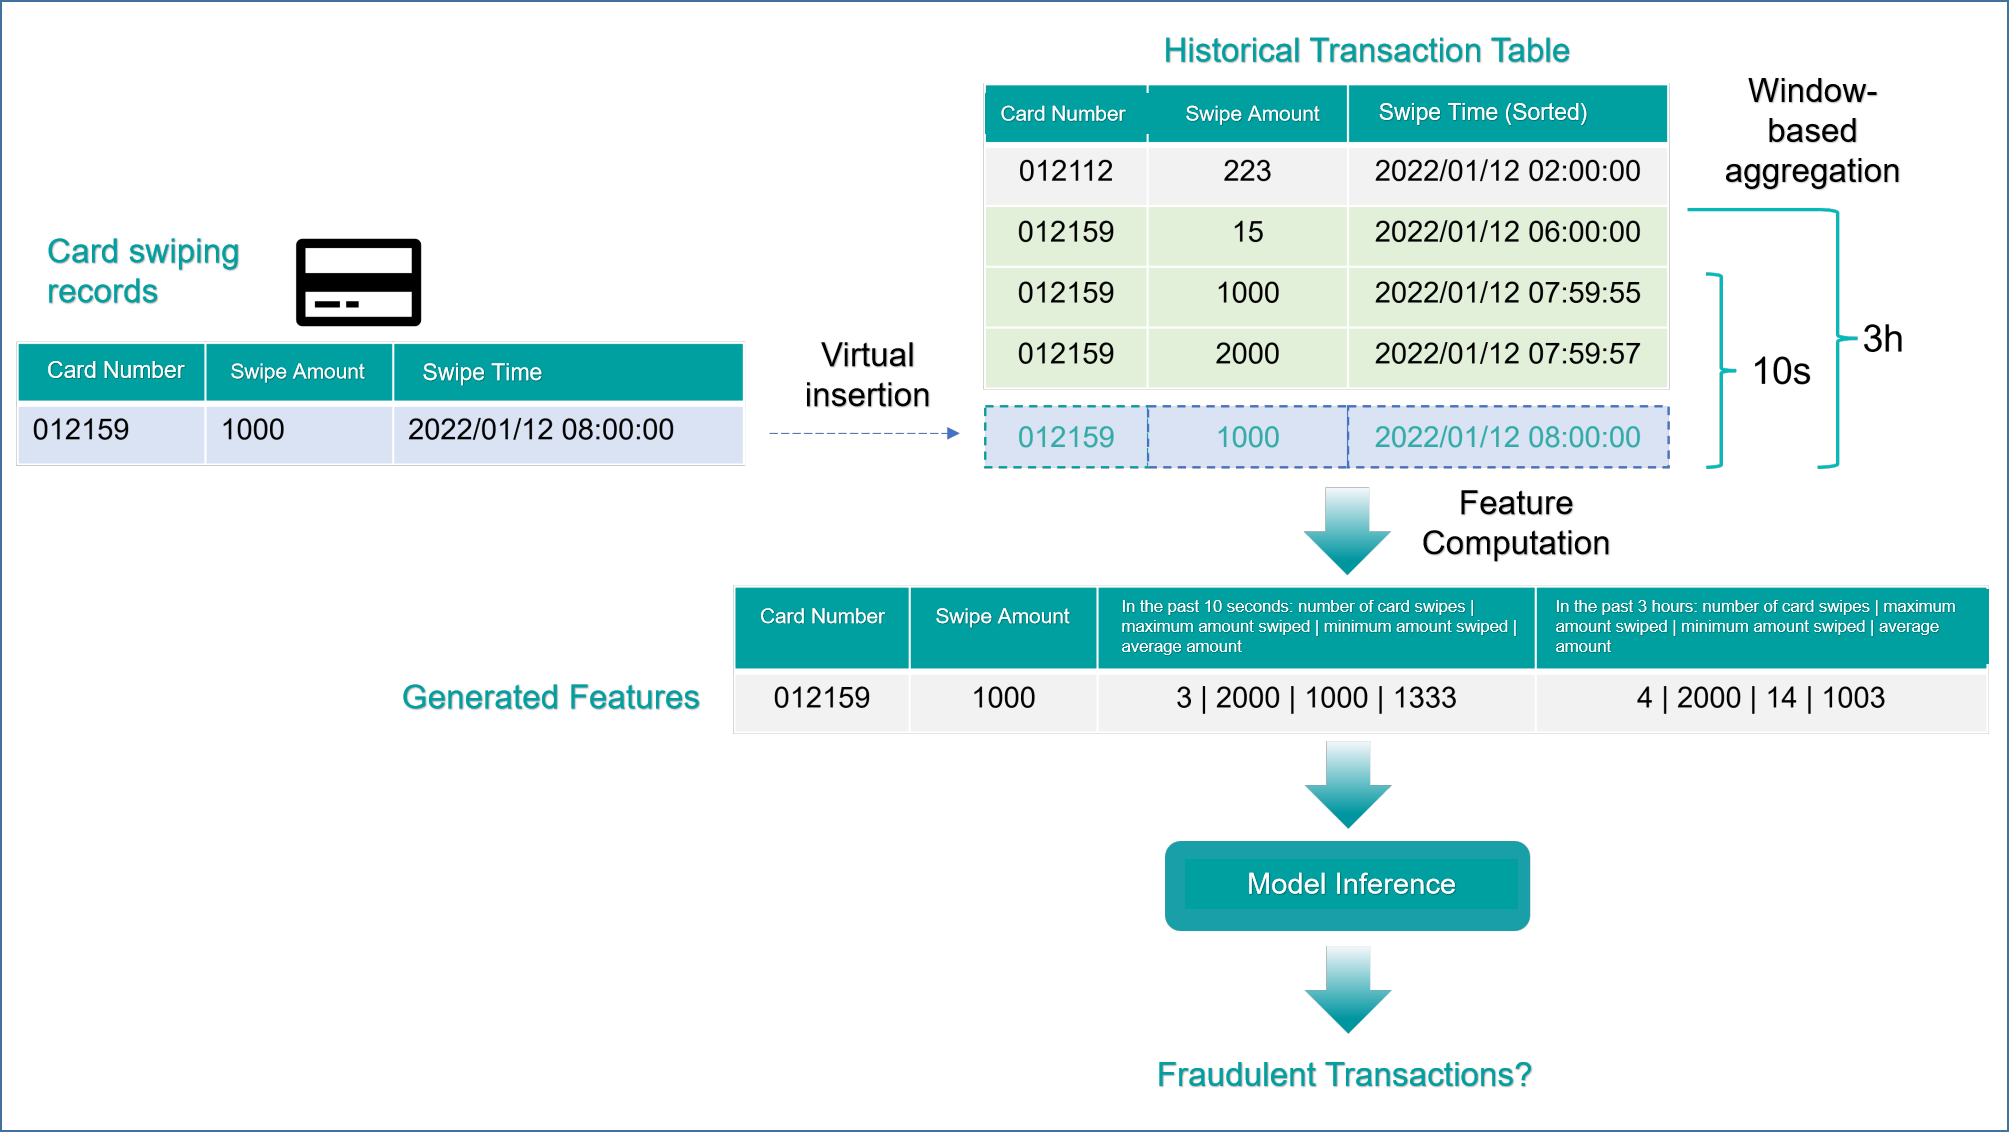 Historical Transaction Table
Window-
based
aggregation
Card Number Swipe Amount Swipe Time (Sorted)
012112 223 2022/01/12 02:00:00
012159 15 2022/01/12 06:00:00
012159 1000 2022/01/12 07:59:55
012159 2000 2022/01/12 07:59:57
012159 1000 2022/01/12 08:00:00
10s
3h
Card swiping
records
Card Number Swipe Amount Swipe Time
012159 1000 2022/01/12 08:00:00
Virtual
insertion
Feature
Computation
Generated Features
Card Number Swipe Amount
In the past 10 seconds: number of card swipes |
maximum amount swiped | minimum amount swiped |
average amount
In the past 3 hours: number of card swipes | maximum
amount swiped | minimum amount swiped | average
amount
012159 1000 3 | 2000 | 1000 | 1333 4 | 2000 | 14 | 1003
Model Inference
Fraudulent Transactions?